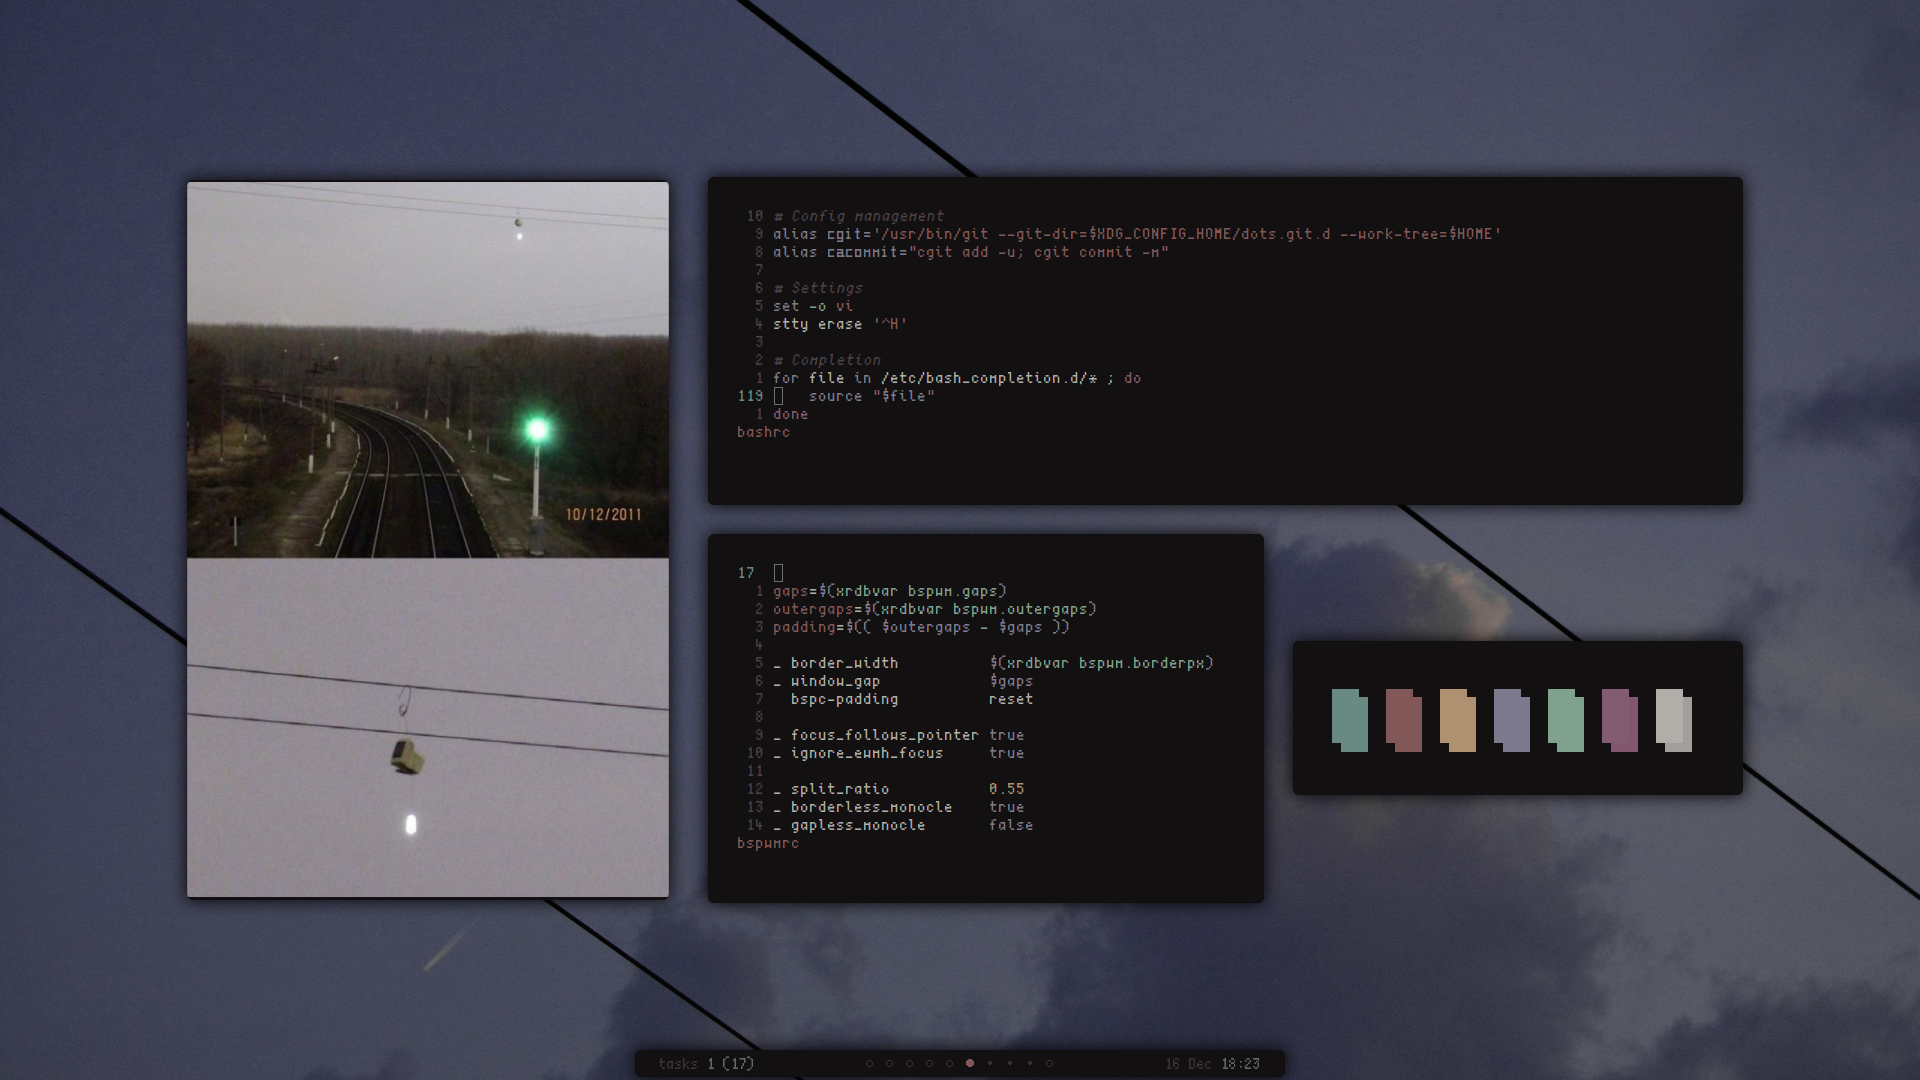 10/12/2011
10 # Config management
9 alias cgit='/usr/bin/git --git-dir=$XDG_CONFIG_HOME/dots.git.d --work-tree=$HOME'
8 alias cacommit="cgit add -u; cgit commit -m"
7
6 # Settings
5 set -o vi
4 stty erase '^H'
3
2 # Completion
1 for file in /etc/bash_completion.d/* ; do
119 source "$file"
1 done
bashrc
17
1 gaps=$(xrdbvar bspwm.gaps)
2 outergaps=$(xrdbvar bspwm.outergaps)
3 padding=$(( $outergaps - $gaps ))
4
5 _ border_width $(xrdbvar bspwm.borderpx)
6 _ window_gap $gaps
7 bspc-padding reset
8
9 _ focus_follows_pointer true
10 _ ignore_ewmh_focus true
11
12 _ split_ratio 0.55
13 _ borderless_monocle true
14 _ gapless_monocle false
bspwmrc
tasks 1 (17) 16 Dec 18:23